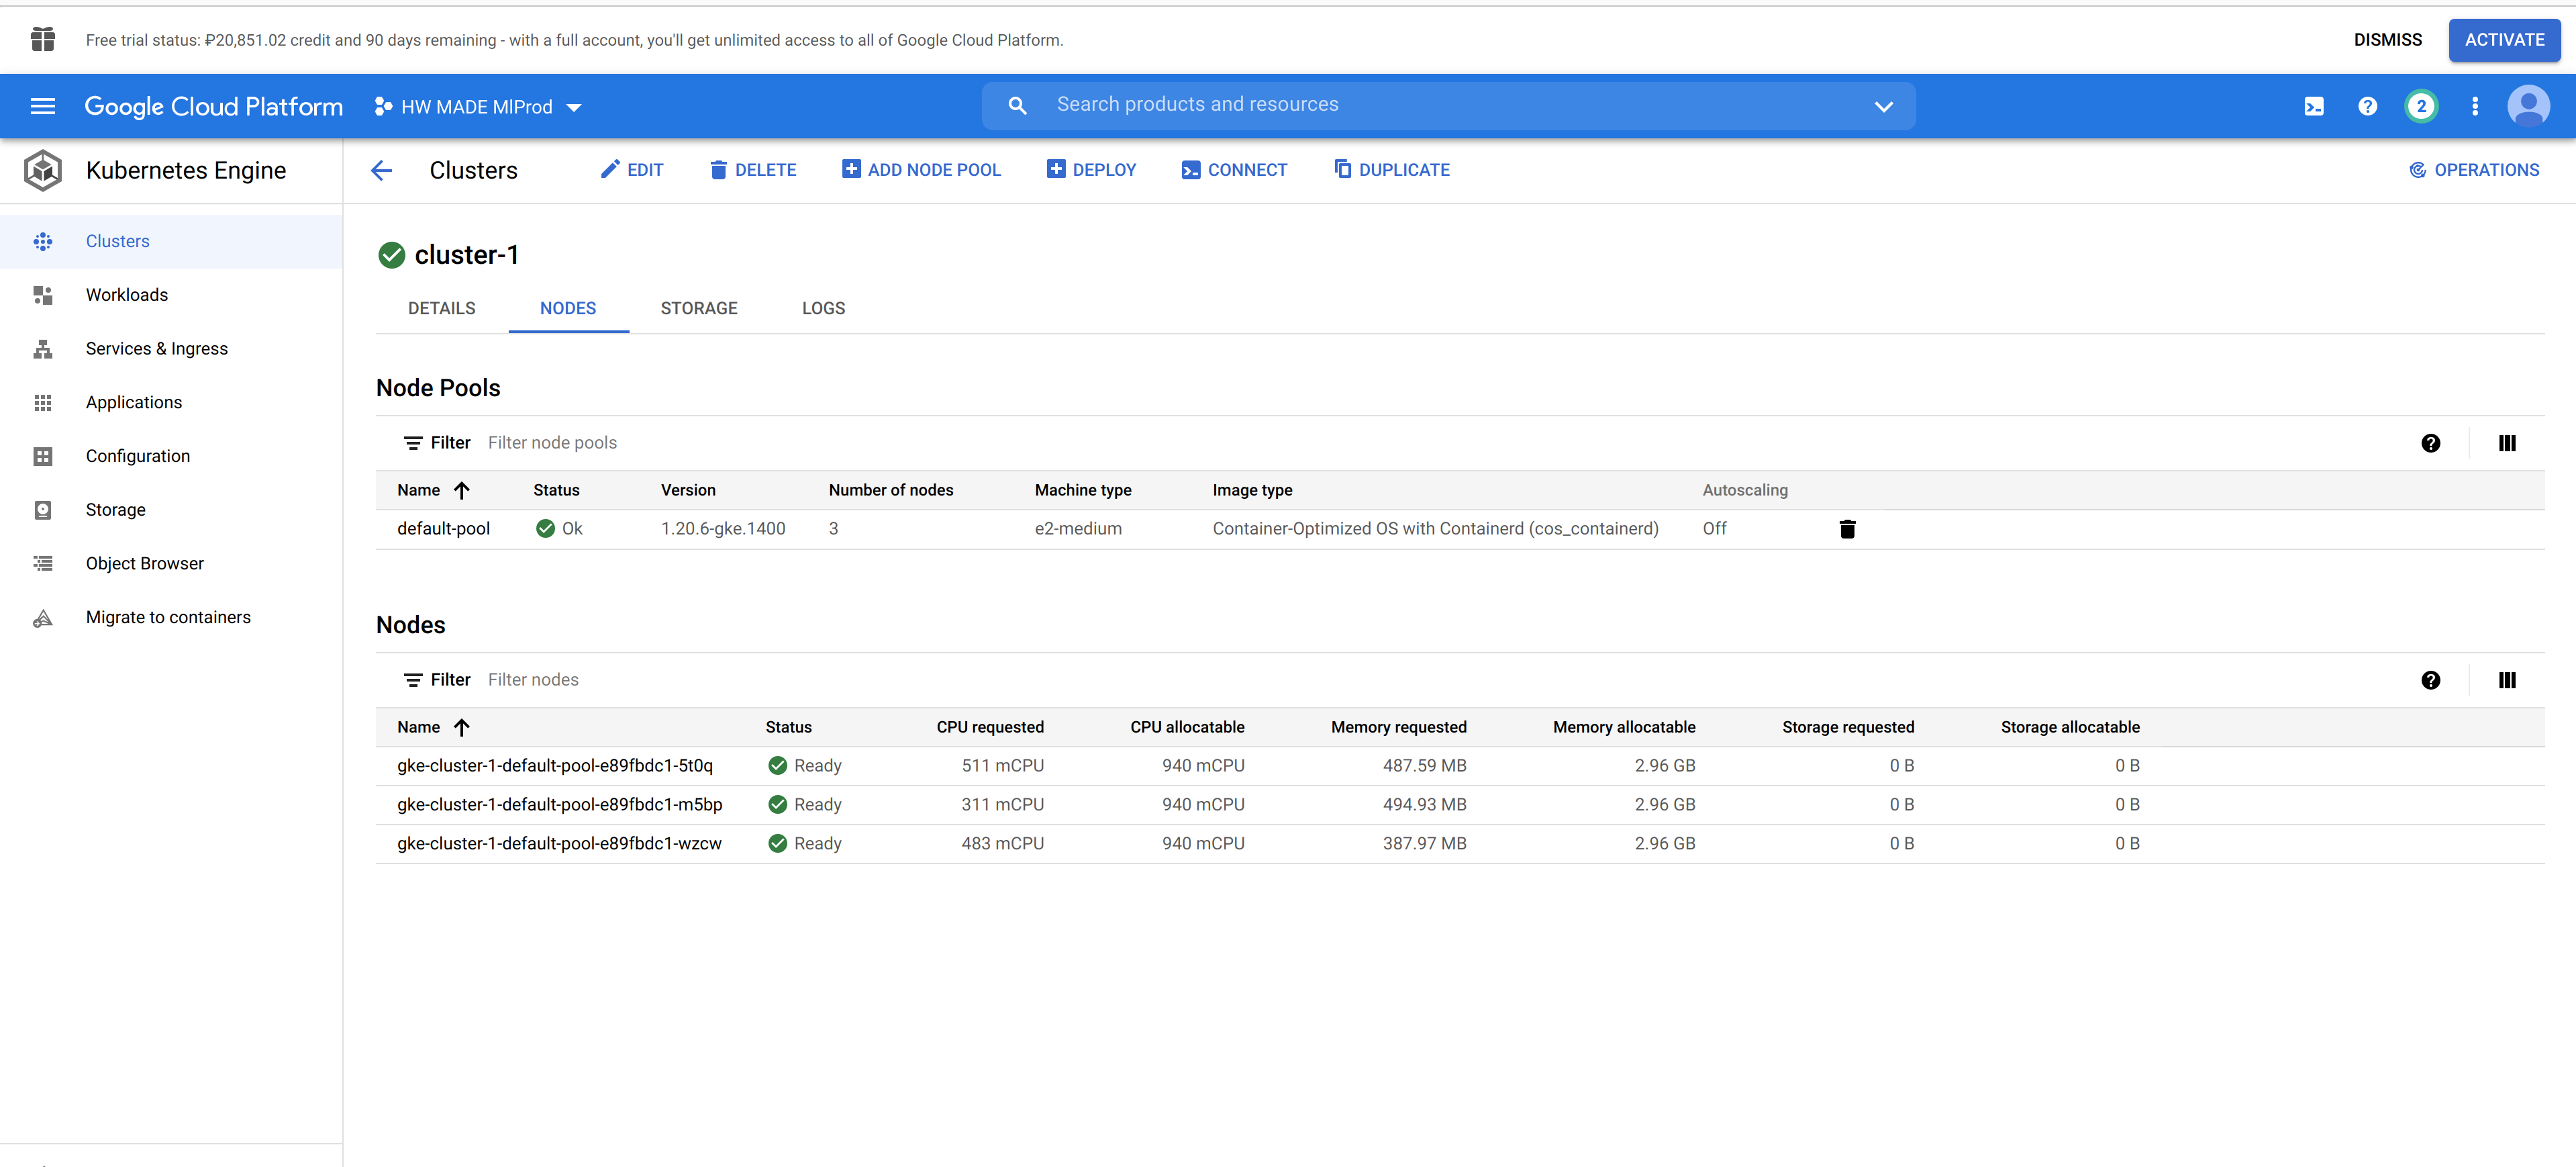 Free trial status: ₽20,851.02 credit and 90 days remaining - with a full account, you'll get unlimited access to all of Google Cloud Platform.
DISMISS
ACTIVATE
Google Cloud Platform
HW MADE MlProd
Search products and resources
2
Kubernetes Engine
Clusters
EDIT
DELETE
ADD NODE POOL
DEPLOY
CONNECT
DUPLICATE
OPERATIONS
Clusters
Workloads
Services & Ingress
Applications
Configuration
Storage
Object Browser
Migrate to containers
cluster-1
DETAILS NODES STORAGE LOGS
Node Pools
Filter Filter node pools
Name Status Version Number of nodes Machine type Image type Autoscaling
default-pool Ok 1.20.6-gke.1400 3 e2-medium Container-Optimized OS with Containerd (cos_containerd) Off
Nodes
Filter Filter nodes
Name Status CPU requested CPU allocatable Memory requested Memory allocatable Storage requested Storage allocatable
gke-cluster-1-default-pool-e89fbdc1-5t0q Ready 511 mCPU 940 mCPU 487.59 MB 2.96 GB 0 B 0 B
gke-cluster-1-default-pool-e89fbdc1-m5bp Ready 311 mCPU 940 mCPU 494.93 MB 2.96 GB 0 B 0 B
gke-cluster-1-default-pool-e89fbdc1-wzcw Ready 483 mCPU 940 mCPU 387.97 MB 2.96 GB 0 B 0 B